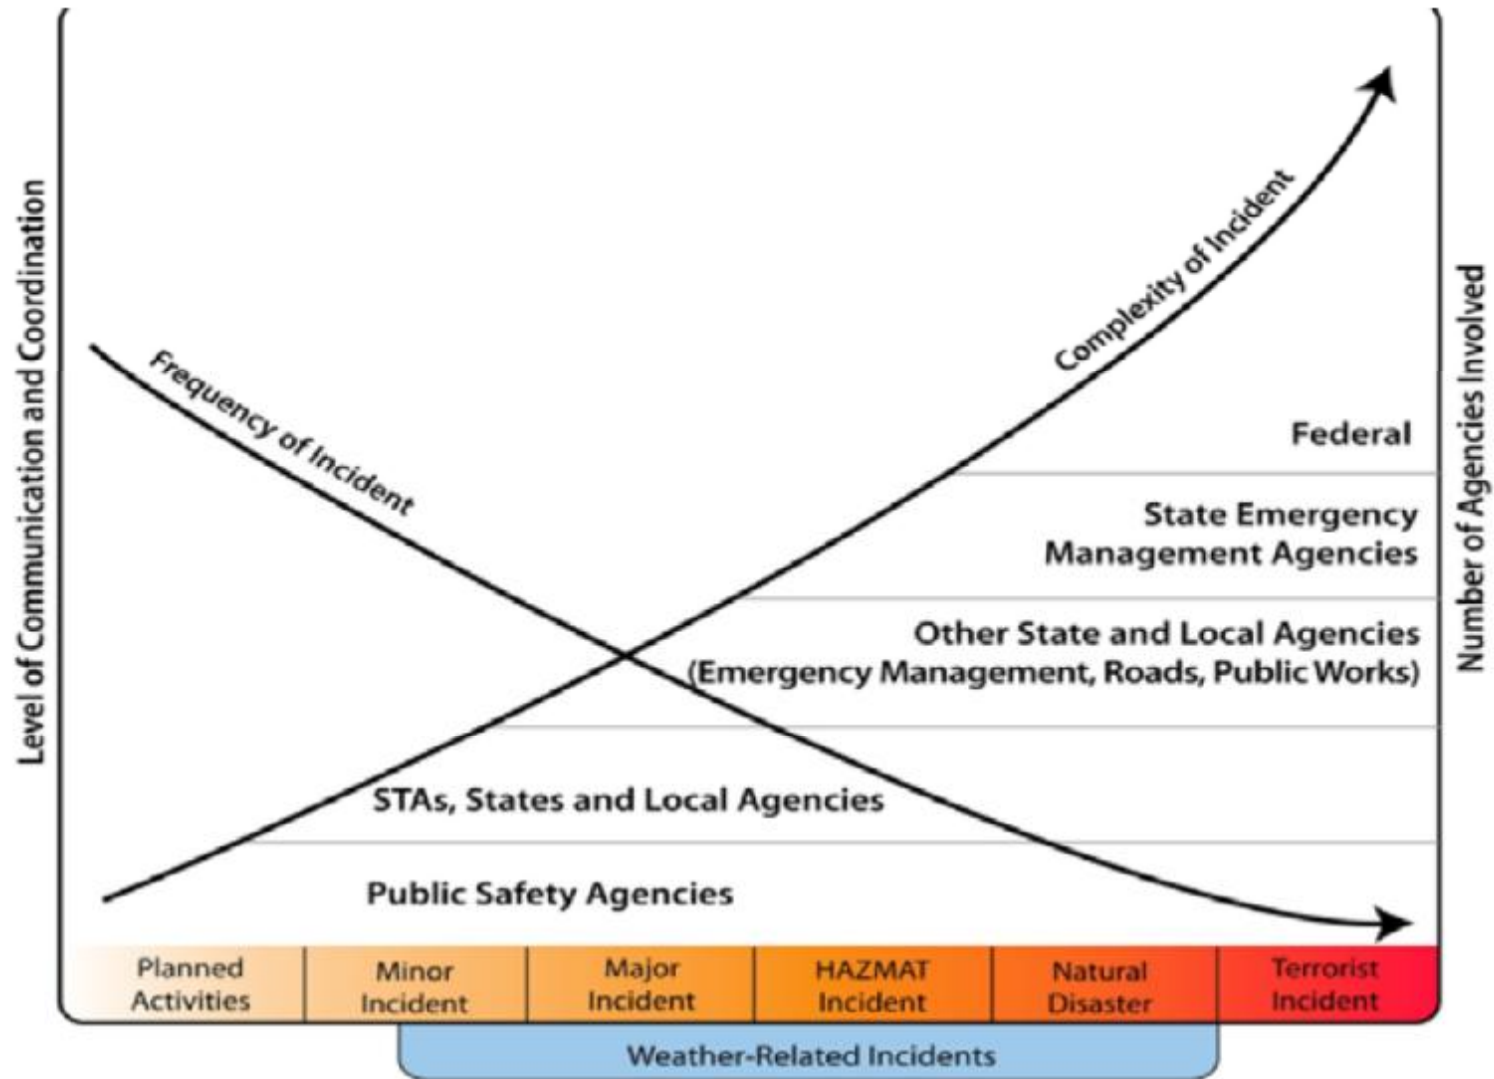 Level of Communication and Coordination
Frequency of Incident
Complexity of Incident
Number of Agencies Involved
Federal
State Emergency
Management Agencies
Other State and Local Agencies
(Emergency Management, Roads, Public Works)
STAs, States and Local Agencies
Public Safety Agencies
Planned
Activities
Minor
Incident
Major
Incident
HAZMAT
Incident
Natural
Disaster
Terrorist
Incident
Weather-Related Incidents